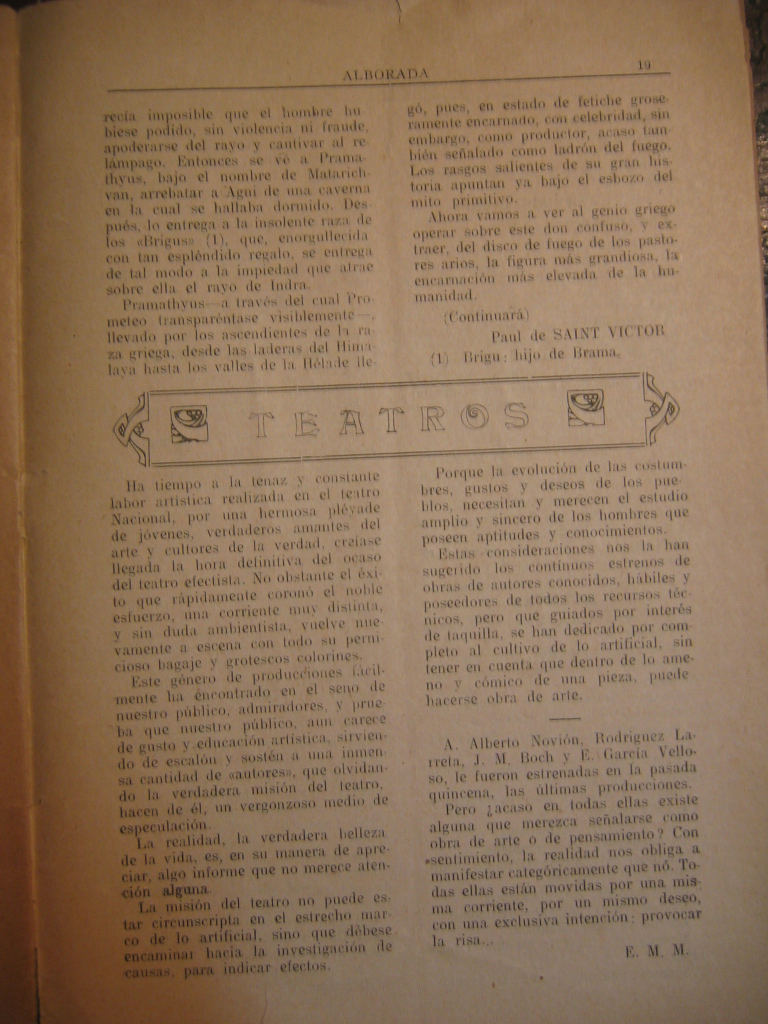 ALBORADA
19
recía imposible que el hombre hu-
biese podido, sin violencia ni fraude,
apoderarse del rayo y cautivar al re-
lámpago. Entonces se vé a Prama-
thyus, bajo el nombre de Matarich-
van, arrebatar a Agui de una caverna
en la cual se hallaba dormido. Des-
pués, lo entrega a la insolente raza de
los «Brigus» (1), que, enorgullecida
con tan espléndido regalo, se entrega
de tal modo a la impiedad que atrae
sobre ella el rayo de Indra.
Pramathyus—a través del cual Pro-
meteo transparéntase visiblemente—,
llevado por los ascendientes de la ra-
za griega, desde las laderas del Hima-
laya hasta los valles de la Hélade lle-
gó, pues, en estado de fetiche grose-
ramente encarnado, con celebridad, sin
embargo, como productor, acaso tam-
bién señalado como ladrón del fuego.
Los rasgos salientes de su gran his-
toria apuntan ya bajo el esbozo del
mito primitivo.
Ahora vamos a ver al genio griego
operar sobre este don confuso, y ex-
traer, del disco de fuego de los pasto-
res arios, la figura más grandiosa, la
encarnación más elevada de la hu-
manidad.
(Continuará)
Paul de SAINT VICTOR
(1) Brigu: hijo de Brama.
TEATROS
Ha tiempo a la tenaz y constante
labor artística realizada en el teatro
Nacional, por una hermosa pléyade
de jóvenes, verdaderos amantes del
arte y cultores de la verdad, creíase
llegada la hora definitiva del ocaso
del teatro efectista. No obstante el éxi-
to que rápidamente coronó el noble
esfuerzo, una corriente muy distinta,
y sin duda ambientista, vuelve nue-
vamente a escena con todo su perni-
cioso bagaje y grotescos colorines.
Este género de producciones fácil-
mente ha encontrado en el seno de
nuestro público, admiradores, y prue-
ba que nuestro público, aun carece
de gusto y educación artística, sirvien-
do de escalón y sostén a una inmen-
sa cantidad de «autores», que olvidan-
do la verdadera misión del teatro,
hacen de él, un vergonzoso medio de
especulación.
La realidad, la verdadera belleza
de la vida, es, en su manera de apre-
ciar, algo informe que no merece aten-
ción alguna.
La misión del teatro no puede es-
tar circunscripta en el estrecho mar-
co de lo artificial, sino que débese
encaminar hacia la investigación de
causas, para indicar efectos.
Porque la evolución de las costum-
bres, gustos y deseos de los pue-
blos, necesitan y merecen el estudio
amplio y sincero de los hombres que
poseen aptitudes y conocimientos.
Estas consideraciones nos la han
sugerido los contínuos estrenos de
obras de autores conocidos, hábiles y
poseedores de todos los recursos téc-
nicos, pero que guiados por interés
de taquilla, se han dedicado por com-
pleto al cultivo de lo artificial, sin
tener en cuenta que dentro de lo ame-
no y cómico de una pieza, puede
hacerse obra de arte.
A. Alberto Novión, Rodríguez La-
rreta, J. M. Boch y E. García Vello-
so, le fueron estrenadas en la pasada
quincena, las últimas producciones.
Pero ¿acaso en todas ellas existe
alguna que merezca señalarse como
obra de arte o de pensamiento? Con
sentimiento, la realidad nos obliga a
manifestar categóricamente que nó. To-
das ellas están movidas por una mis-
ma corriente, por un mismo deseo,
con una exclusiva intención: provocar
la risa...
E. M. M.